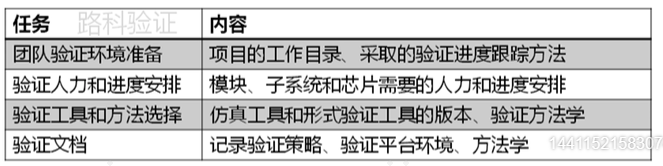 路科验证
任务 内容
团队验证环境准备 项目的工作目录、采取的验证进度跟踪方法
验证人力和进度安排 模块、子系统和芯片需要的人力和进度安排
验证工具和方法选择 仿真工具和形式验证工具的版本、验证方法学
验证文档 记录验证策略、验证平台环境、方法学
1441152158307